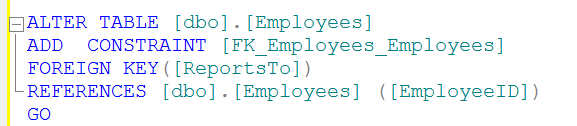 ALTER TABLE [dbo].[Employees]
ADD  CONSTRAINT [FK_Employees_Employees]
FOREIGN KEY([ReportsTo])
REFERENCES [dbo].[Employees] ([EmployeeID])
GO